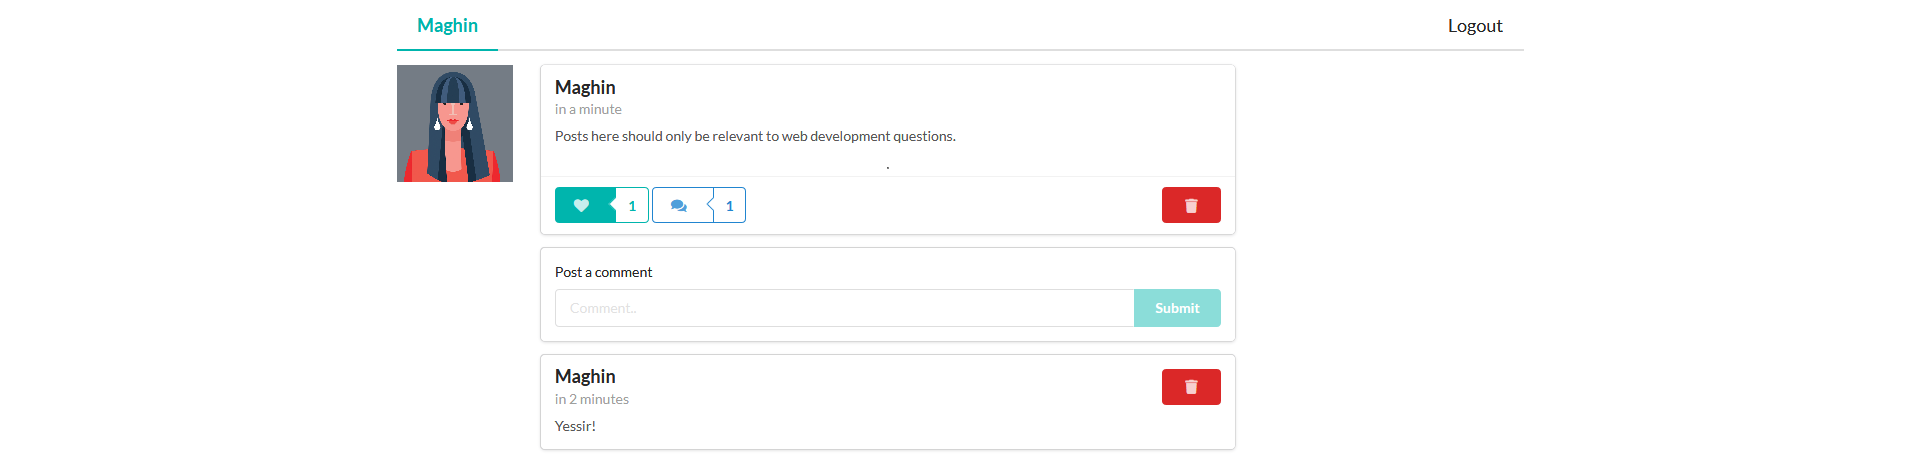 Maghin
Logout
Maghin
in a minute
Posts here should only be relevant to web development questions.
.
1
1
Post a comment
Comment..
Submit
Maghin
in 2 minutes
Yessir!